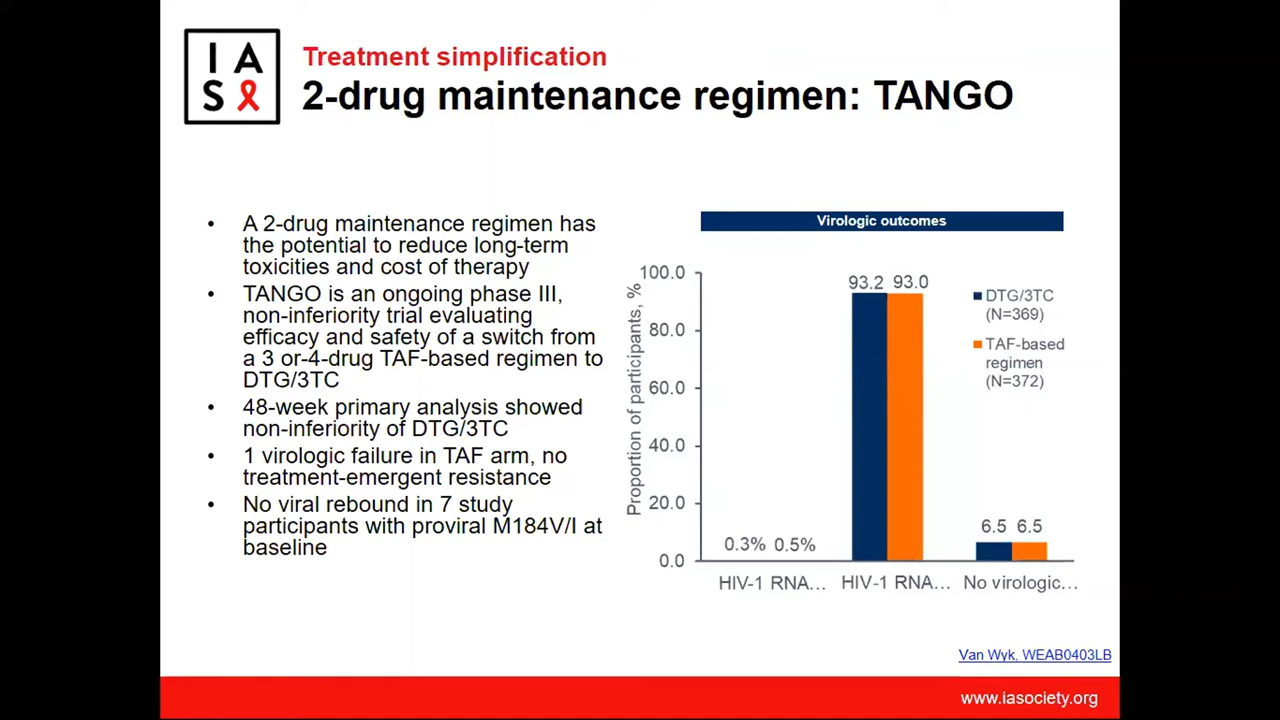 IA
S
Treatment simplification
2-drug maintenance regimen: TANGO
• A 2-drug maintenance regimen has
the potential to reduce long-term
toxicities and cost of therapy
• TANGO is an ongoing phase III,
non-inferiority trial evaluating
efficacy and safety of a switch from
a 3 or-4-drug TAF-based regimen to
DTG/3TC
• 48-week primary analysis showed
non-inferiority of DTG/3TC
• 1 virologic failure in TAF arm, no
treatment-emergent resistance
• No viral rebound in 7 study
participants with proviral M184V/I at
baseline
Virologic outcomes
Proportion of participants, %
100.0
80.0
60.0
40.0
20.0
0.0
0.3% 0.5%
93.2 93.0
6.5 6.5
HIV-1 RNA... HIV-1 RNA... No virologic...
DTG/3TC
(N=369)
TAF-based
regimen
(N=372)
Van Wyk, WEAB0403LB
www.iasociety.org